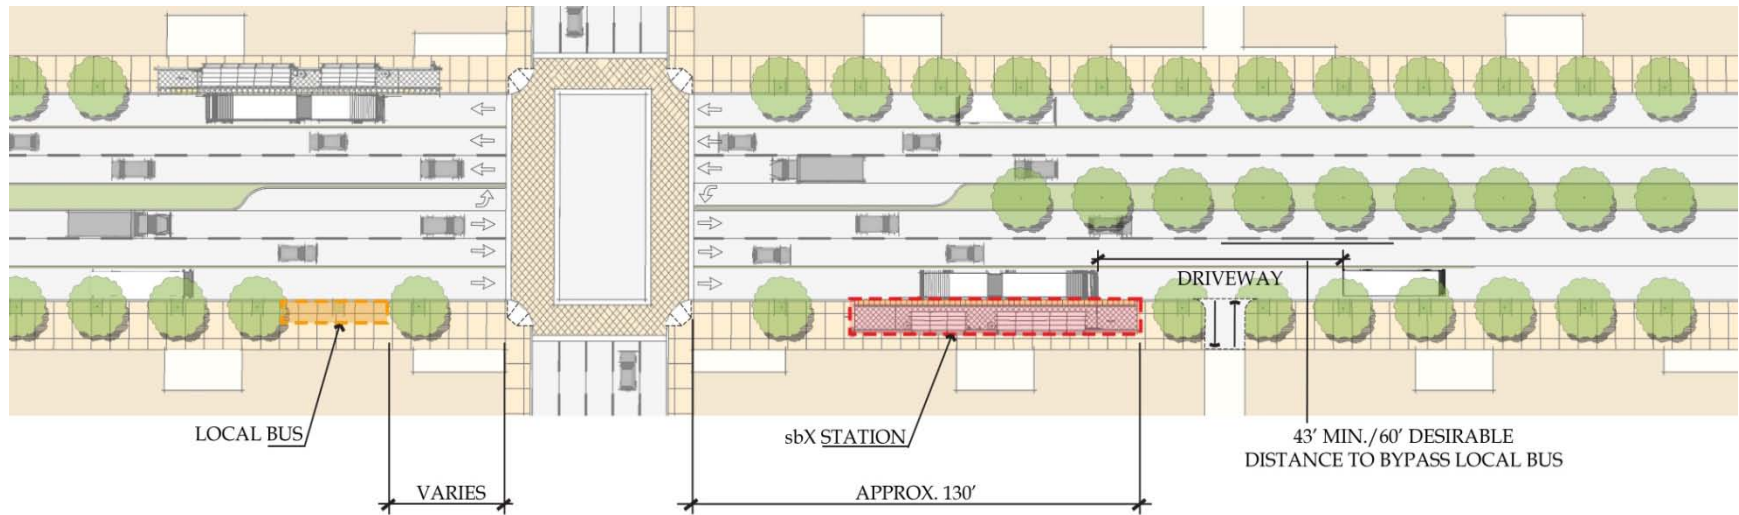 DRIVEWAY
LOCAL BUS
sbX STATION
43' MIN./60' DESIRABLE
DISTANCE TO BYPASS LOCAL BUS
VARIES
APPROX. 130'